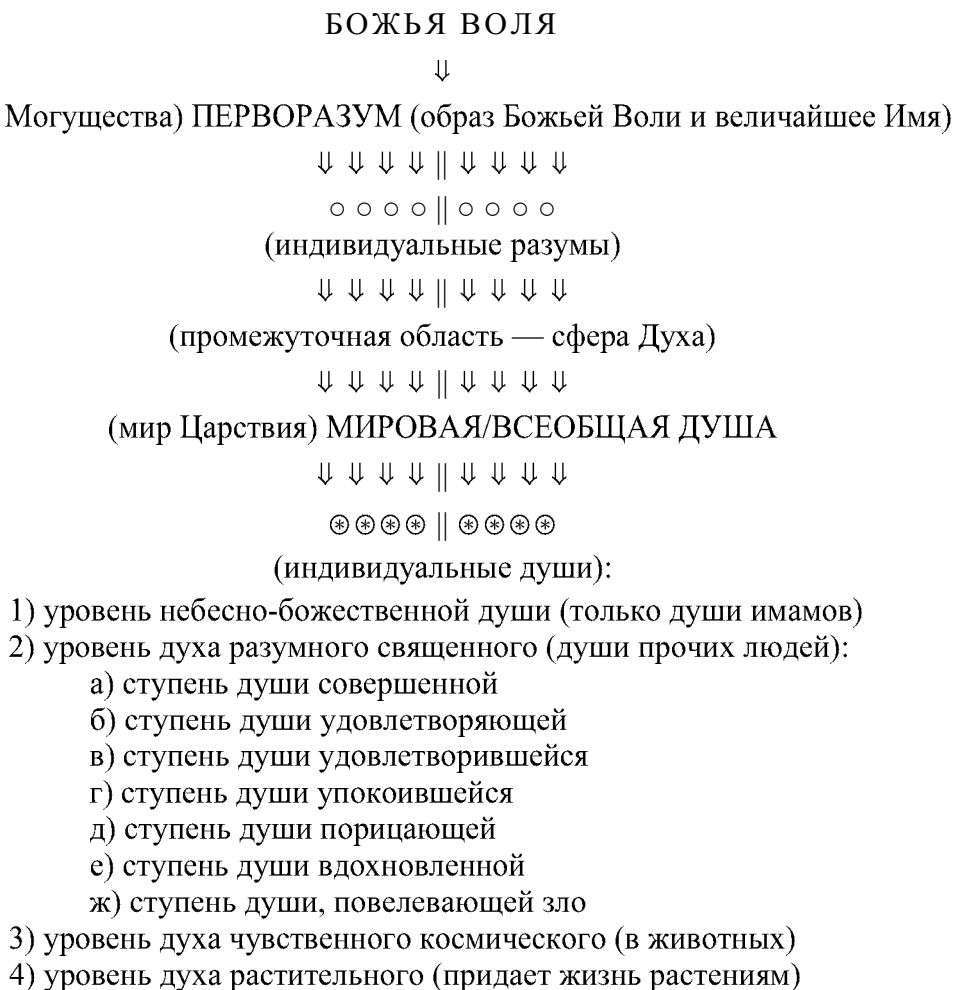 БОЖЬЯ ВОЛЯ
⇓
Могущества) ПЕРВОРАЗУМ (образ Божьей Воли и величайшее Имя)
⇓ ⇓ ⇓ ⇓ || ⇓ ⇓ ⇓ ⇓
○ ○ ○ ○ || ○ ○ ○ ○
(индивидуальные разумы)
⇓ ⇓ ⇓ ⇓ || ⇓ ⇓ ⇓ ⇓
(промежуточная область — сфера Духа)
⇓ ⇓ ⇓ ⇓ || ⇓ ⇓ ⇓ ⇓
(мир Царствия) МИРОВАЯ/ВСЕОБЩАЯ ДУША
⇓ ⇓ ⇓ ⇓ || ⇓ ⇓ ⇓ ⇓
⊛⊛⊛⊛ || ⊛⊛⊛⊛
(индивидуальные души):
1) уровень небесно-божественной души (только души имамов)
2) уровень духа разумного священного (души прочих людей):
а) ступень души совершенной
б) ступень души удовлетворяющей
в) ступень души удовлетворившейся
г) ступень души упокоившейся
д) ступень души порицающей
е) ступень души вдохновленной
ж) ступень души, повелевающей зло
3) уровень духа чувственного космического (в животных)
4) уровень духа растительного (придает жизнь растениям)